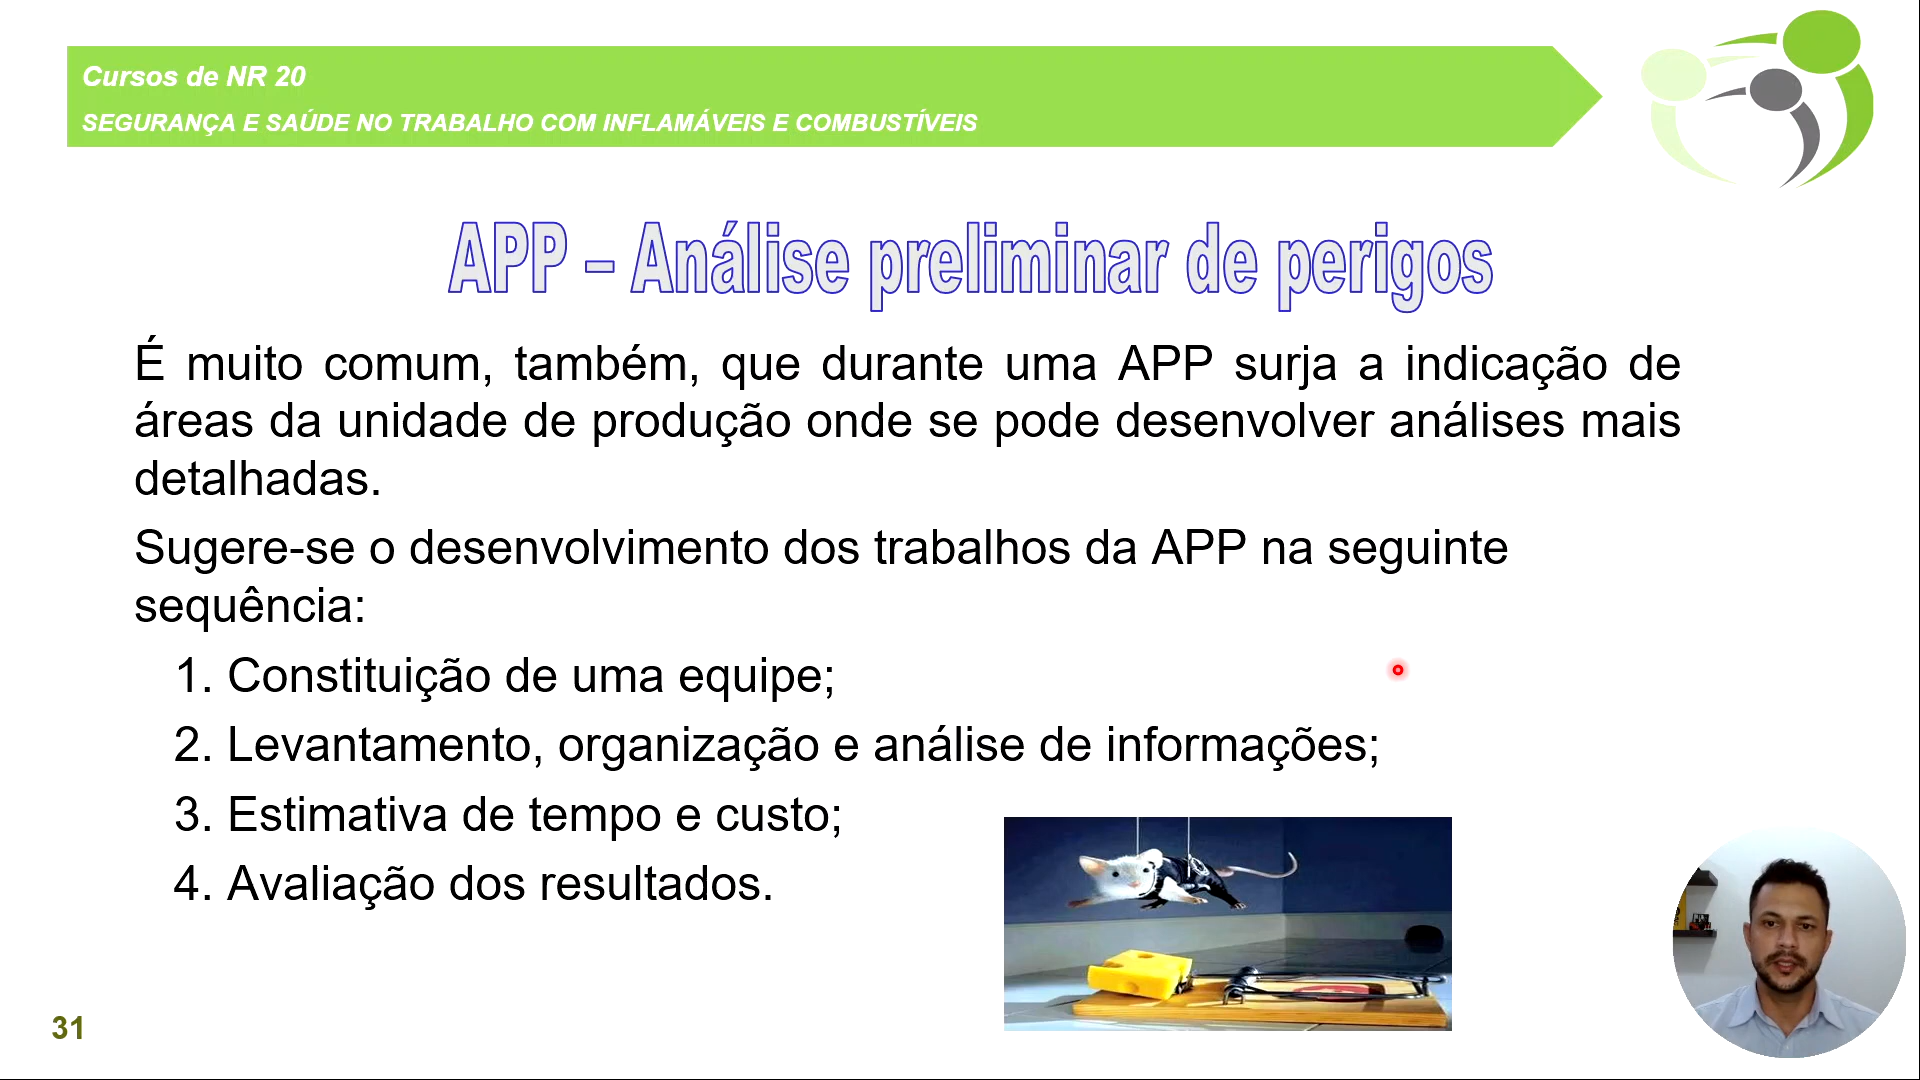 Cursos de NR 20
SEGURANÇA E SAÚDE NO TRABALHO COM INFLAMÁVEIS E COMBUSTÍVEIS
APP – Análise preliminar de perigos
É muito comum, também, que durante uma APP surja a indicação de
áreas da unidade de produção onde se pode desenvolver análises mais
detalhadas.
Sugere-se o desenvolvimento dos trabalhos da APP na seguinte
sequência:
1. Constituição de uma equipe;
2. Levantamento, organização e análise de informações;
3. Estimativa de tempo e custo;
4. Avaliação dos resultados.
31